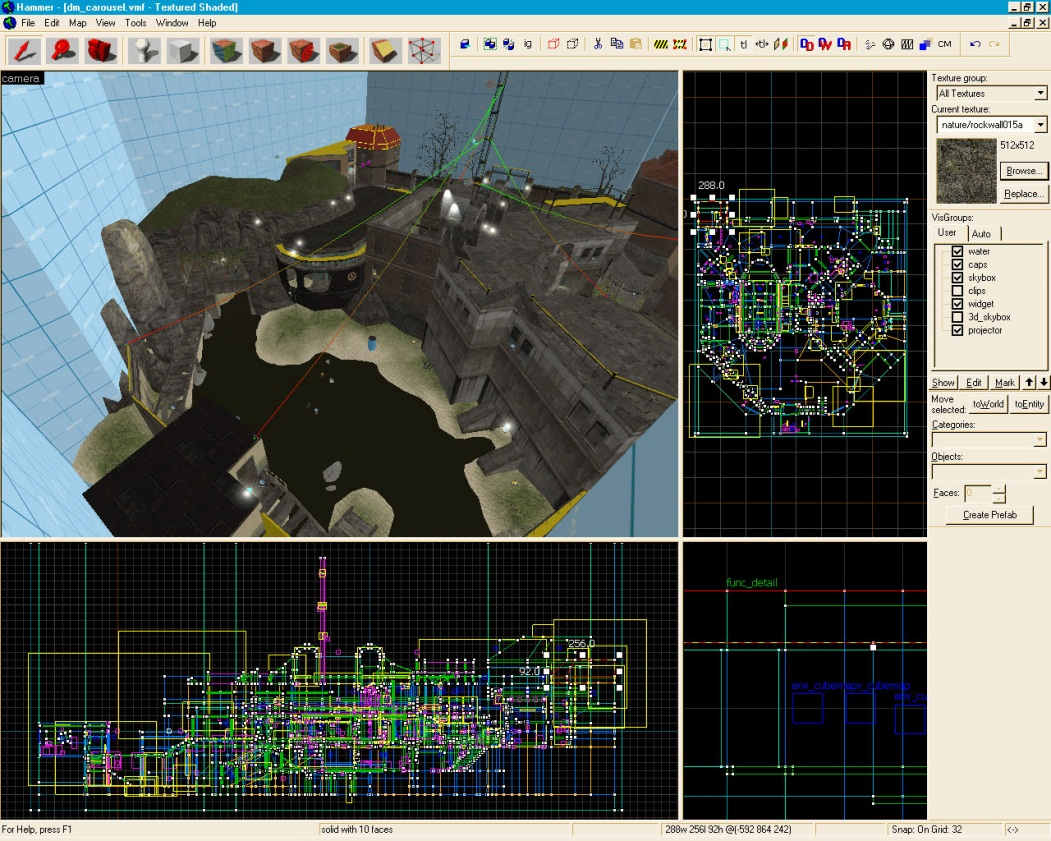 Hammer - [dm_carousel.vmf - Textured Shaded]
File Edit Map View Tools Window Help
ig tl CM
camera
288.0
Texture group:
All Textures
Current texture:
nature/rockwall015a
512x512
Browse...
Replace...
VisGroups:
User Auto
water
caps
skybox
clips
widget
3d_skybox
projector
Show Edit Mark
Move selected: toWorld toEntity
Categories:
Objects:
Faces: 0
Create Prefab
256.0
92.0
func_detail
For Help, press F1
solid with 10 faces
288w 256l 92h @(-592 864 242)
Snap: On Grid: 32
<->